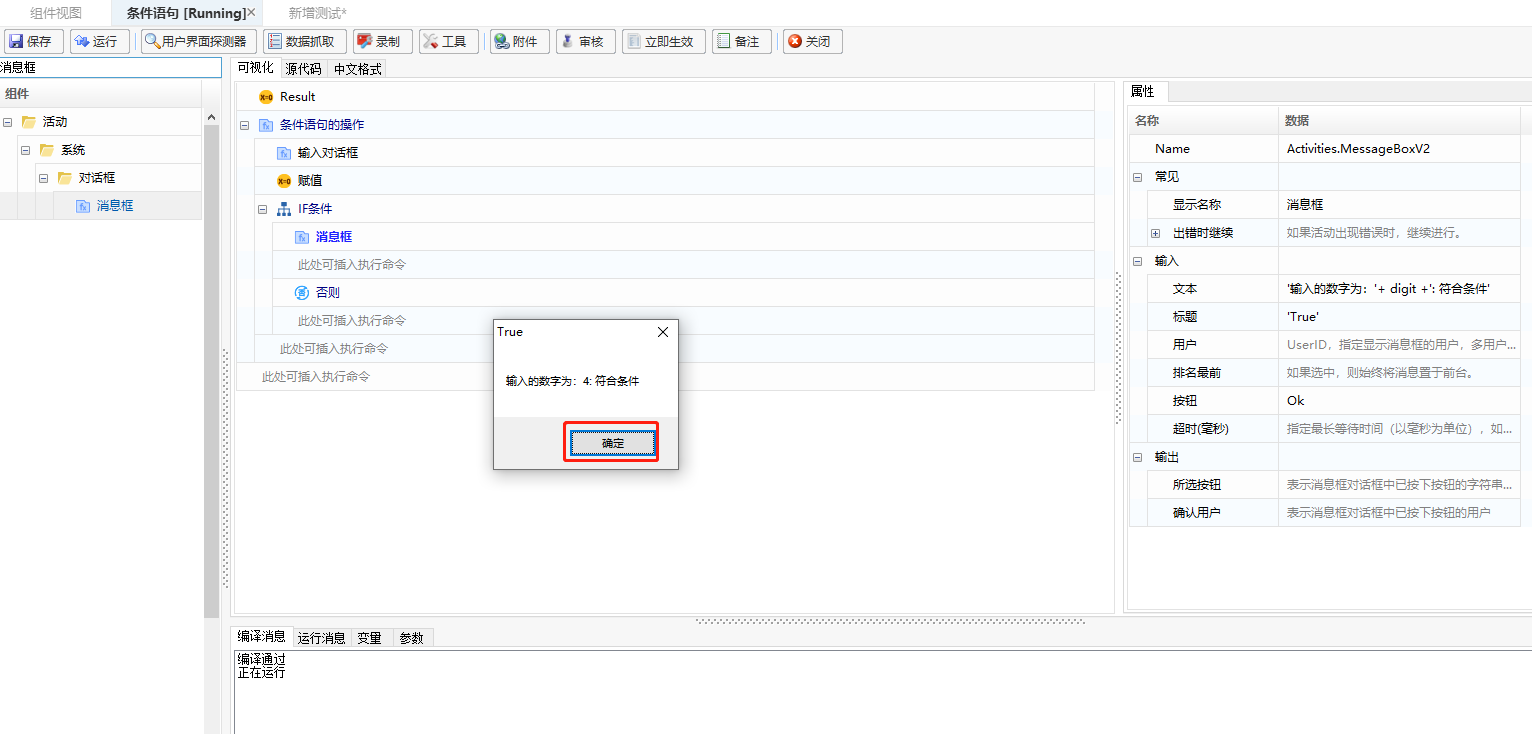 组件视图
条件语句 [Running]
新增测试*
保存
运行
用户界面探测器
数据抓取
录制
工具
附件
审核
立即生效
备注
关闭
消息框
组件
活动
系统
对话框
消息框
可视化
源代码
中文格式
Result
条件语句的操作
输入对话框
赋值
IF条件
消息框
此处可插入执行命令
否则
此处可插入执行命令
此处可插入执行命令
此处可插入执行命令
True
输入的数字为：4: 符合条件
确定
属性
名称 数据
Name Activities.MessageBoxV2
常见
显示名称 消息框
出错时继续 如果活动出现错误时，继续进行。
输入
文本 '输入的数字为：'+ digit +': 符合条件'
标题 'True'
用户 UserID，指定显示消息框的用户，多用户...
排名最前 如果选中，则始终将消息置于前台。
按钮 Ok
超时(毫秒) 指定最长等待时间（以毫秒为单位），如...
输出
所选按钮 表示消息框对话框中已按下按钮的字符串...
确认用户 表示消息框对话框中已按下按钮的用户
编译消息
运行消息
变量
参数
编译通过
正在运行